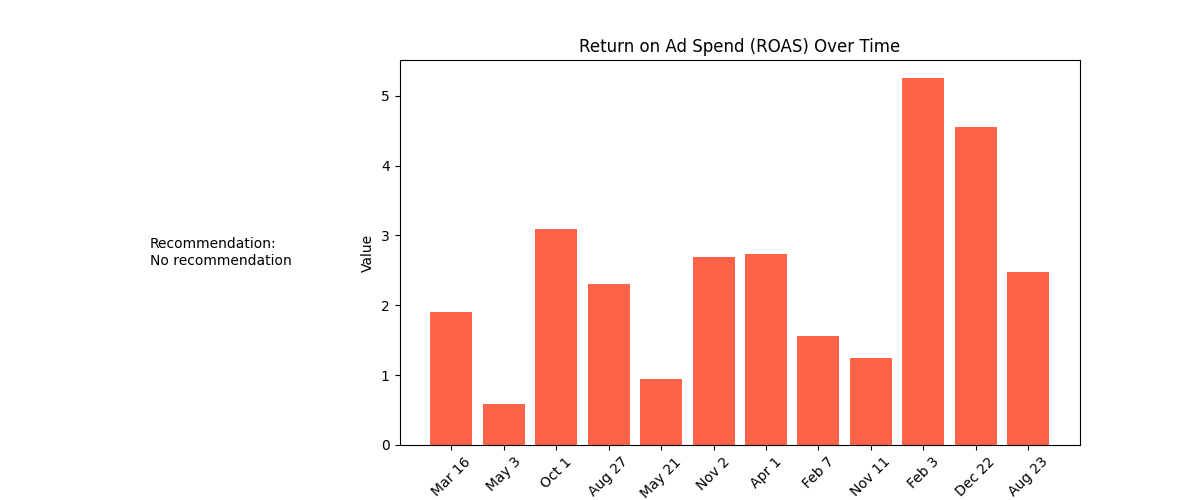 Return on Ad Spend (ROAS) Over Time
Recommendation:
No recommendation
Value
5
4
3
2
1
0
Mar 16
May 3
Oct 1
Aug 27
May 21
Nov 2
Apr 1
Feb 7
Nov 11
Feb 3
Dec 22
Aug 23